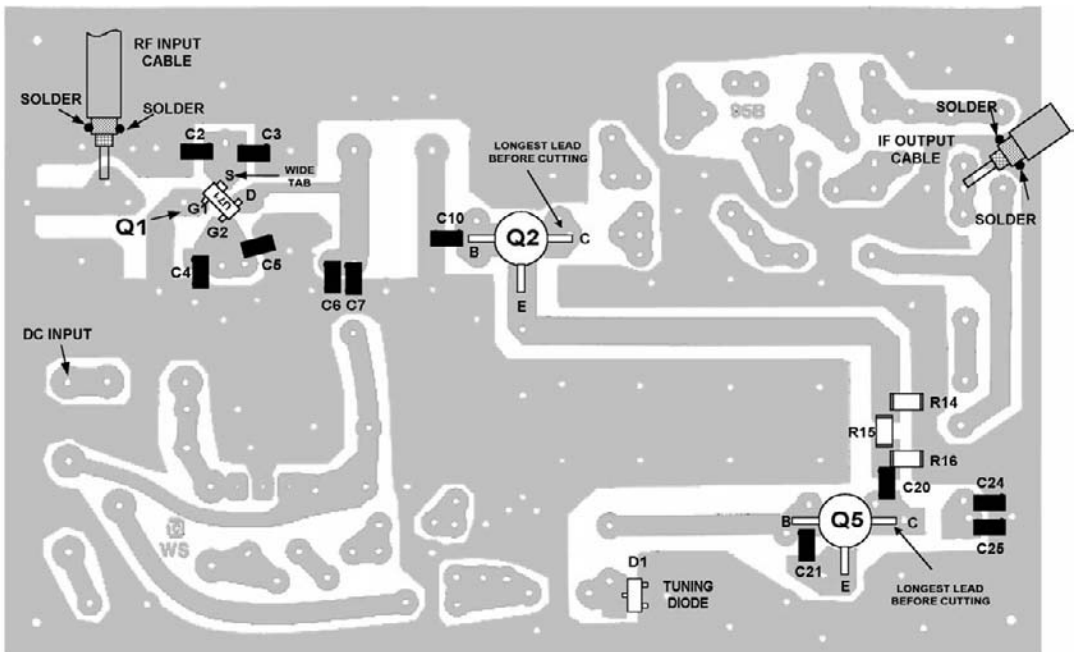 RF INPUT
CABLE
SOLDER
SOLDER
C2
C3
S
WIDE
TAB
D
U71
G1
G2
Q1
C4
C5
C6
C7
C10
LONGEST LEAD
BEFORE CUTTING
Q2
B
C
E
95B
SOLDER
IF OUTPUT
CABLE
SOLDER
DC INPUT
R14
R15
R16
C20
C24
C25
B
Q5
C
C21
E
LONGEST LEAD
BEFORE CUTTING
D1
TUNING
DIODE
WS